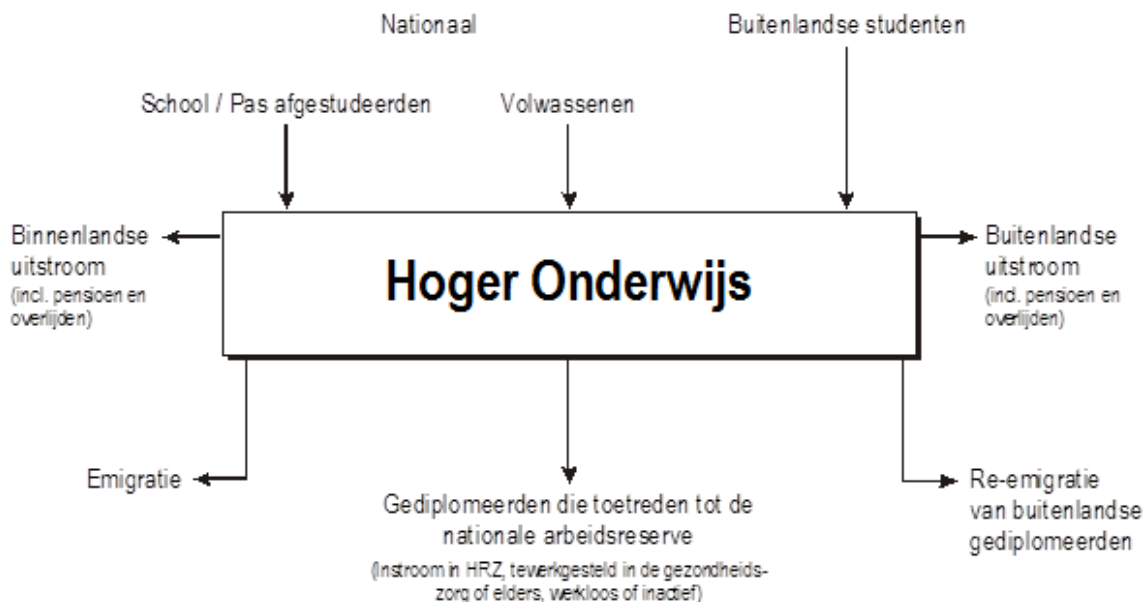 Nationaal
Buitenlandse studenten
School / Pas afgestudeerden
Volwassenen
Binnenlandse
uitstroom
(incl. pensioen en
overlijden)
Hoger Onderwijs
Buitenlandse
uitstroom
(incl. pensioen en
overlijden)
Emigratie
Gediplomeerden die toetreden tot de
nationale arbeidsreserve
(Instroom in HRZ, tewerkgesteld in de gezondheids-
zorg of elders, werkloos of inactief)
Re-emigratie
van buitenlandse
gediplomeerden